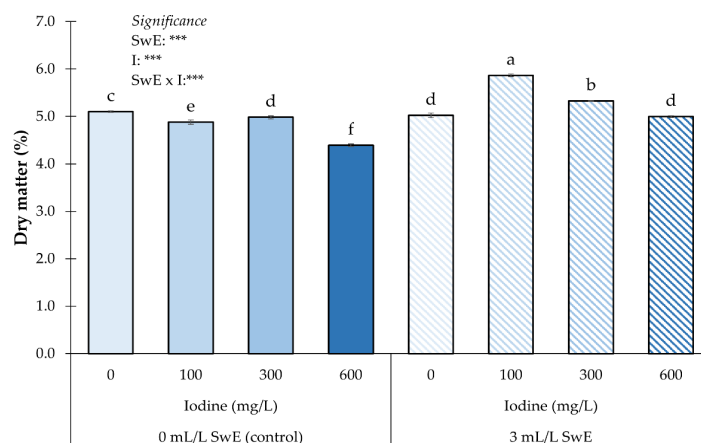 Significance
SwE: ***
I: ***
SwE x I:***
Dry matter (%)
7.0
6.0
5.0
4.0
3.0
2.0
1.0
0.0
c
e
d
f
d
a
b
d
0 100 300 600 0 100 300 600
Iodine (mg/L) Iodine (mg/L)
0 mL/L SwE (control) 3 mL/L SwE